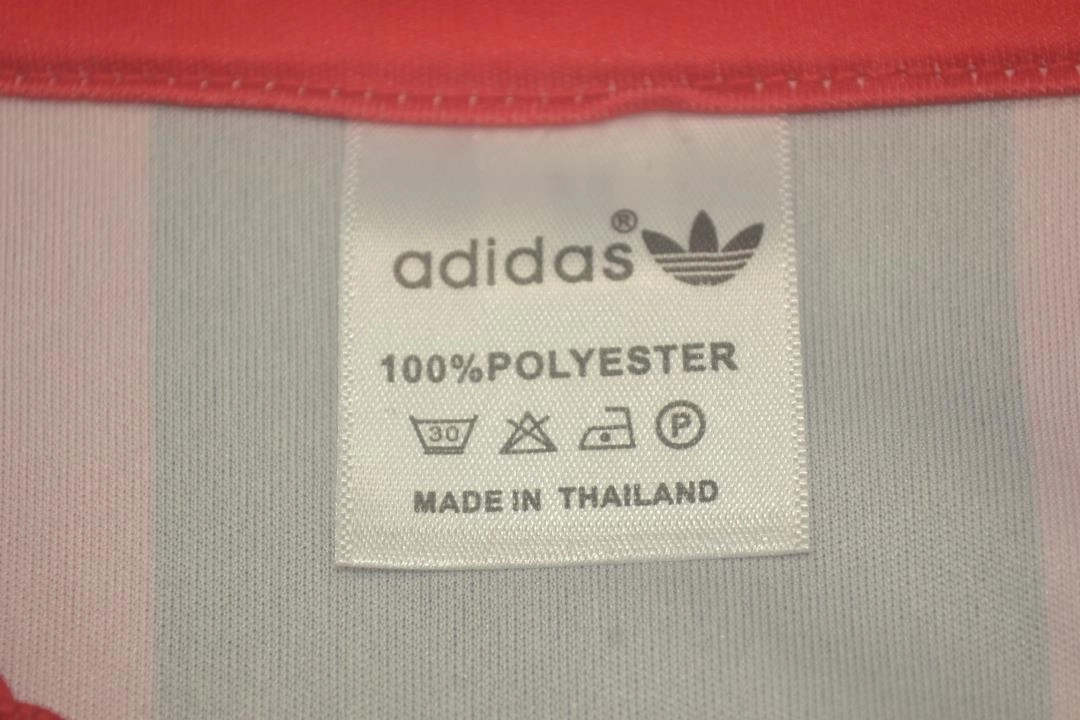 adidas®
100%POLYESTER
30 P
MADE IN THAILAND